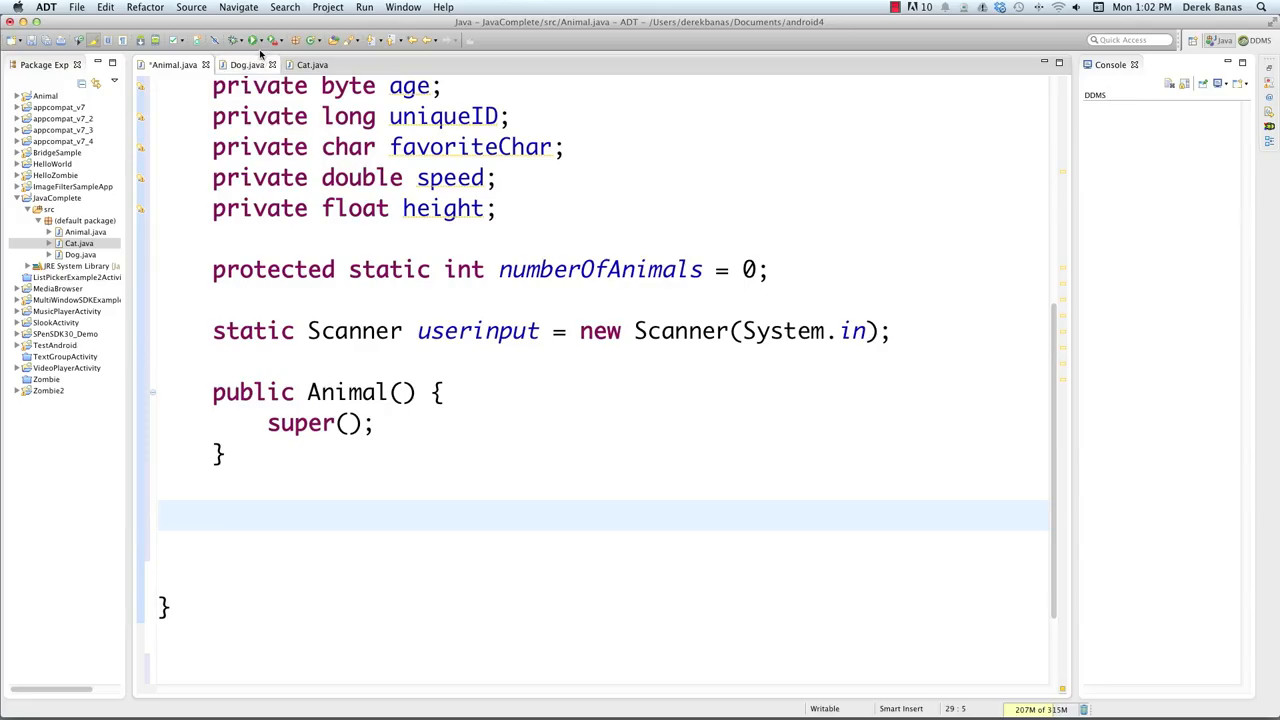 ADT File Edit Refactor Source Navigate Search Project Run Window Help 10 Mon 1:02 PM Derek Banas
Java - JavaComplete/src/Animal.java - ADT - /Users/derekbanas/Documents/android4
Quick Access Java DDMS
Package Exp *Animal.java Dog.java Cat.java Console
DDMS
Animal
appcompat_v7
appcompat_v7_2
appcompat_v7_3
appcompat_v7_4
BridgeSample
HelloWorld
HelloZombie
ImageFilterSampleApp
JavaComplete
src
(default package)
Animal.java
Cat.java
Dog.java
JRE System Library [Ja
ListPickerExample2Activi
MediaBrowser
MultiWindowSDKExample
MusicPlayerActivity
SlookActivity
SPenSDK30_Demo
TestAndroid
TextGroupActivity
VideoPlayerActivity
Zombie
Zombie2
private byte age;
private long uniqueID;
private char favoriteChar;
private double speed;
private float height;
protected static int numberOfAnimals = 0;
static Scanner userinput = new Scanner(System.in);
public Animal() {
super();
}
}
Writable Smart Insert 29 : 5 207M of 315M